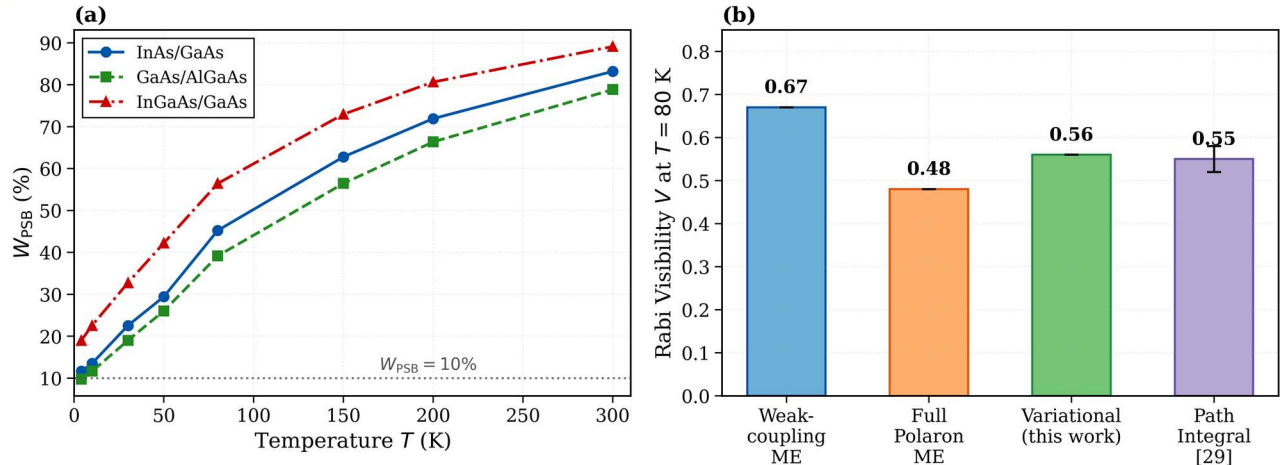 (a)
W_PSB (%)
90
80
70
60
50
40
30
20
10
InAs/GaAs
GaAs/AlGaAs
InGaAs/GaAs
W_PSB = 10%
0 50 100 150 200 250 300
Temperature T (K)
(b)
Rabi Visibility V at T = 80 K
0.8
0.7
0.6
0.5
0.4
0.3
0.2
0.1
0.0
0.67
0.48
0.56
0.55
Weak-
coupling
ME
Full
Polaron
ME
Variational
(this work)
Path
Integral
[29]